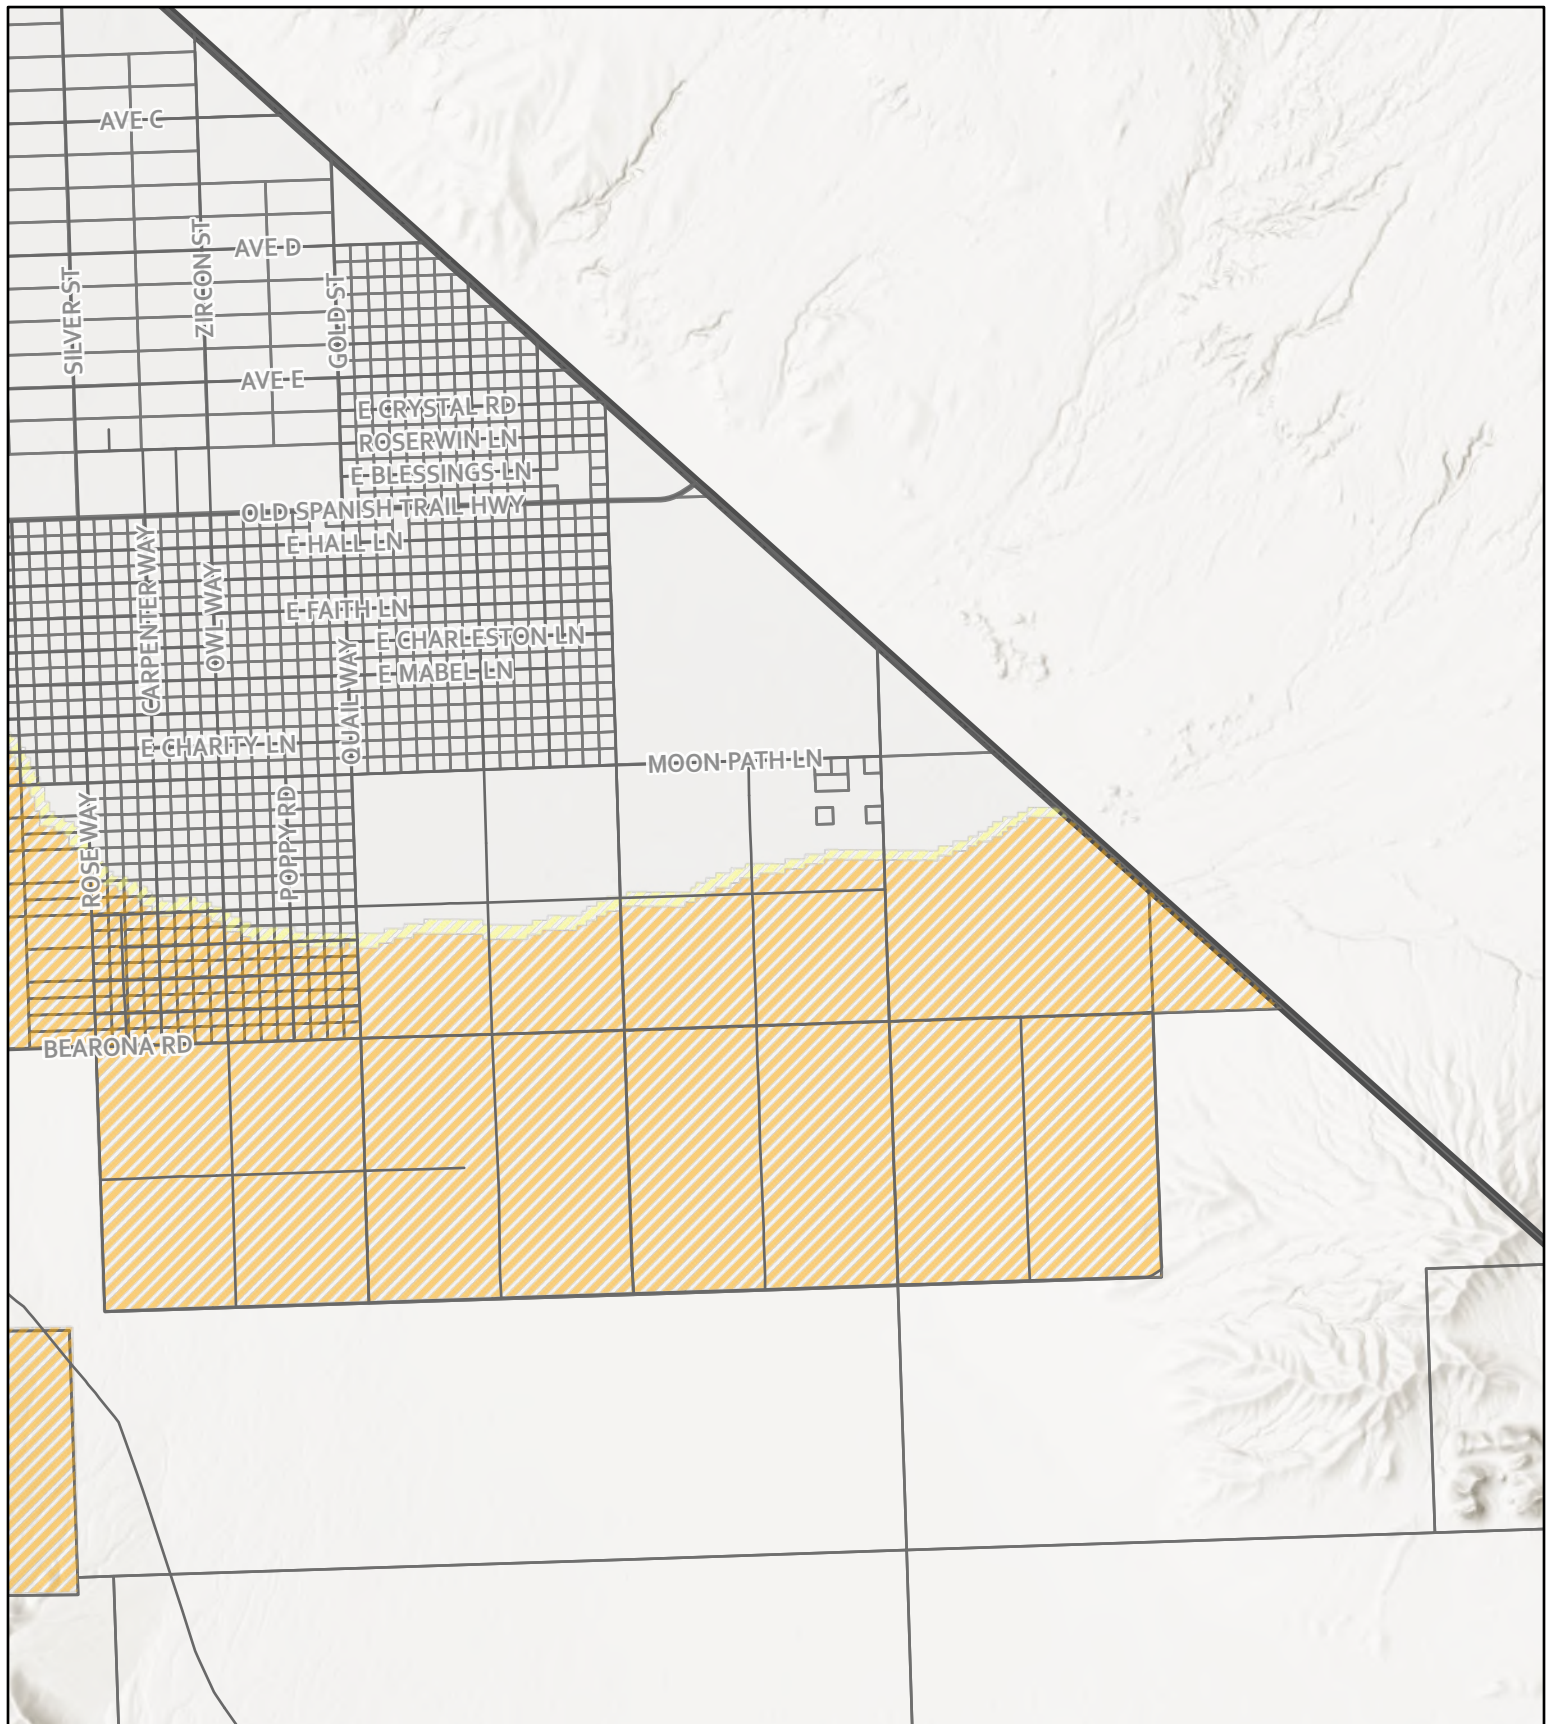 AVE C
ZIRCON ST
AVE D
SILVER ST
GOLD ST
AVE E
E CRYSTAL RD
ROSERWIN LN
E BLESSINGS LN
OLD SPANISH TRAIL HWY
E HALL LN
CARPENTER WAY
OWL WAY
E FAITH LN
E CHARLESTON LN
E MABEL LN
QUAIL WAY
E CHARITY LN
MOON PATH LN
ROSE WAY
POPPY RD
BEARONA RD